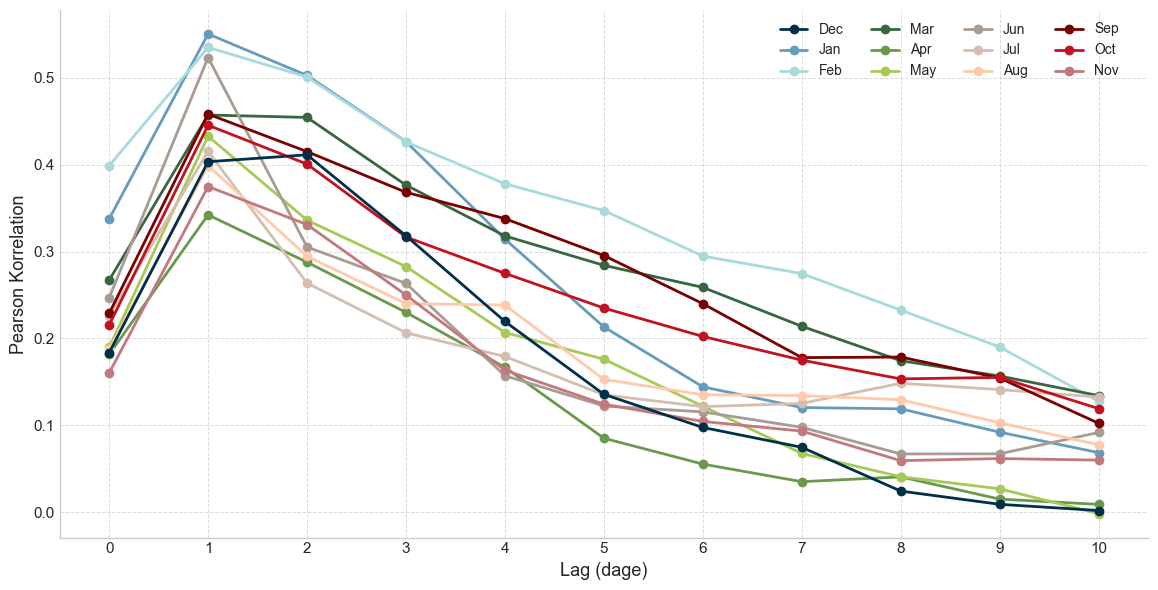 Dec Mar Jun Sep
Jan Apr Jul Oct
Feb May Aug Nov
Pearson Korrelation
0.5
0.4
0.3
0.2
0.1
0.0
0 1 2 3 4 5 6 7 8 9 10
Lag (dage)